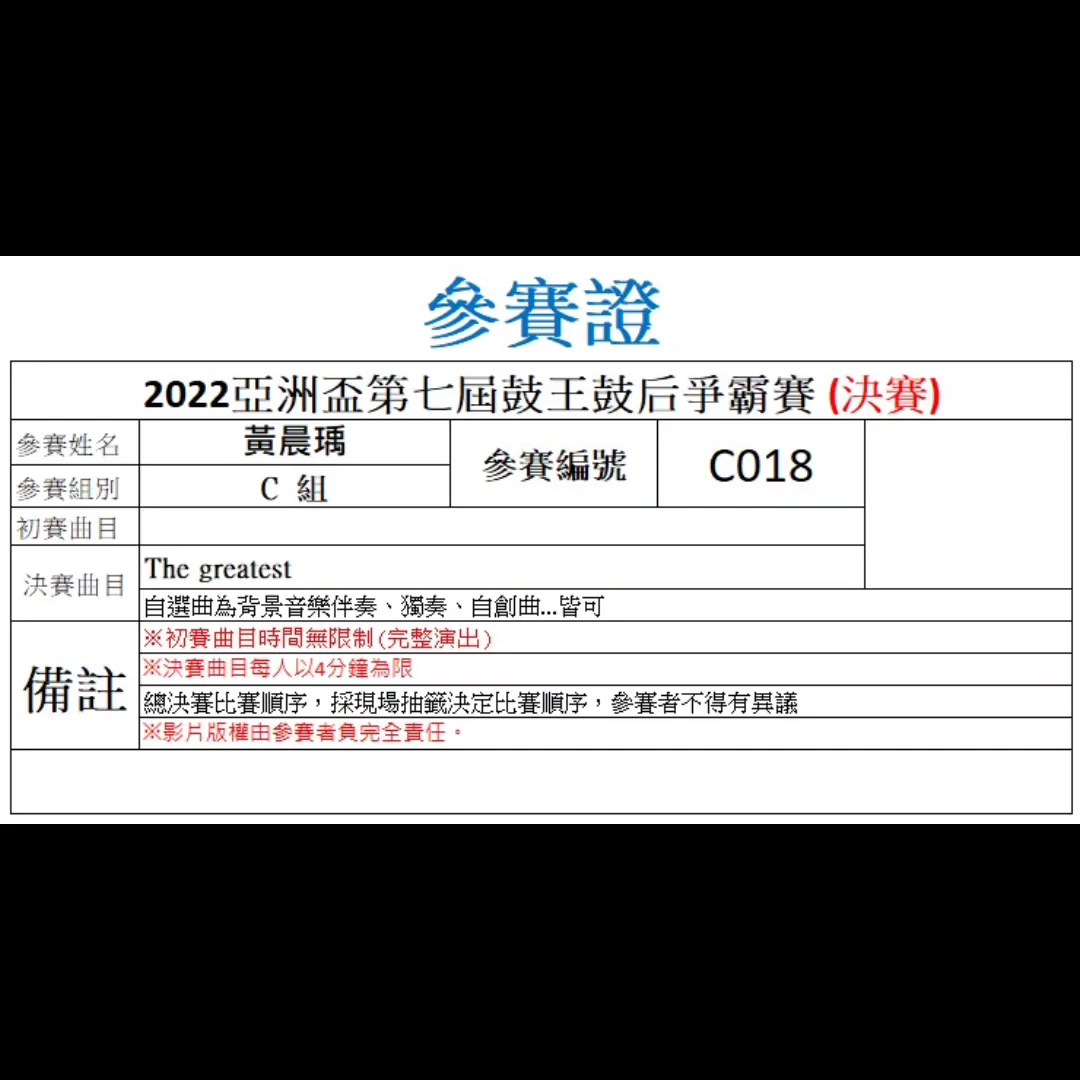 參賽證
2022亞洲盃第七屆鼓王鼓后爭霸賽 (決賽)
參賽姓名 黃晨瑀 參賽編號 C018
參賽組別 C 組
初賽曲目
決賽曲目 The greatest
自選曲為背景音樂伴奏、獨奏、自創曲...皆可
備註
※初賽曲目時間無限制(完整演出)
※決賽曲目每人以4分鐘為限
總決賽比賽順序，採現場抽籤決定比賽順序，參賽者不得有異議
※影片版權由參賽者負完全責任。